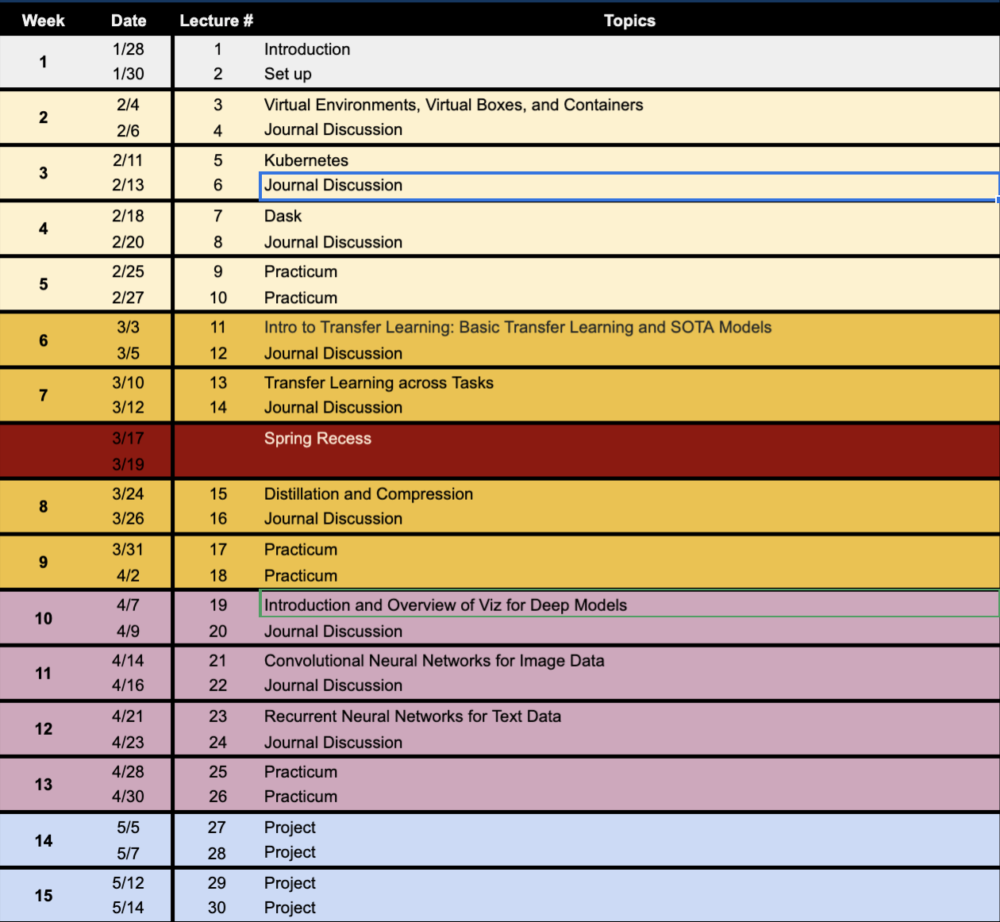 Week Date Lecture # Topics
1 1/28 1 Introduction
1/30 2 Set up
2 2/4 3 Virtual Environments, Virtual Boxes, and Containers
2/6 4 Journal Discussion
3 2/11 5 Kubernetes
2/13 6 Journal Discussion
4 2/18 7 Dask
2/20 8 Journal Discussion
5 2/25 9 Practicum
2/27 10 Practicum
6 3/3 11 Intro to Transfer Learning: Basic Transfer Learning and SOTA Models
3/5 12 Journal Discussion
7 3/10 13 Transfer Learning across Tasks
3/12 14 Journal Discussion
3/17 Spring Recess
3/19
8 3/24 15 Distillation and Compression
3/26 16 Journal Discussion
9 3/31 17 Practicum
4/2 18 Practicum
10 4/7 19 Introduction and Overview of Viz for Deep Models
4/9 20 Journal Discussion
11 4/14 21 Convolutional Neural Networks for Image Data
4/16 22 Journal Discussion
12 4/21 23 Recurrent Neural Networks for Text Data
4/23 24 Journal Discussion
13 4/28 25 Practicum
4/30 26 Practicum
14 5/5 27 Project
5/7 28 Project
15 5/12 29 Project
5/14 30 Project